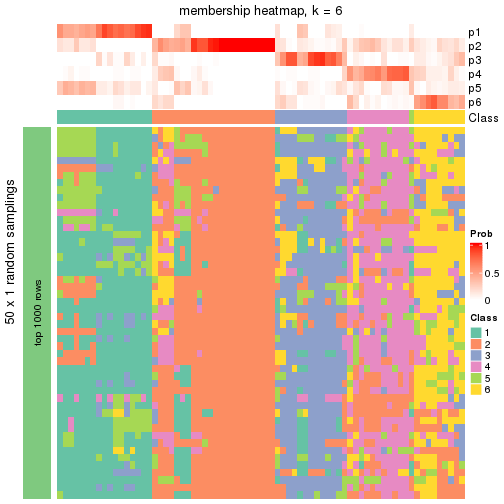 membership heatmap, k = 6
p1
p2
p3
p4
p5
p6
Class
50 x 1 random samplings
top 1000 rows
Prob
1
0.5
0
Class
1
2
3
4
5
6